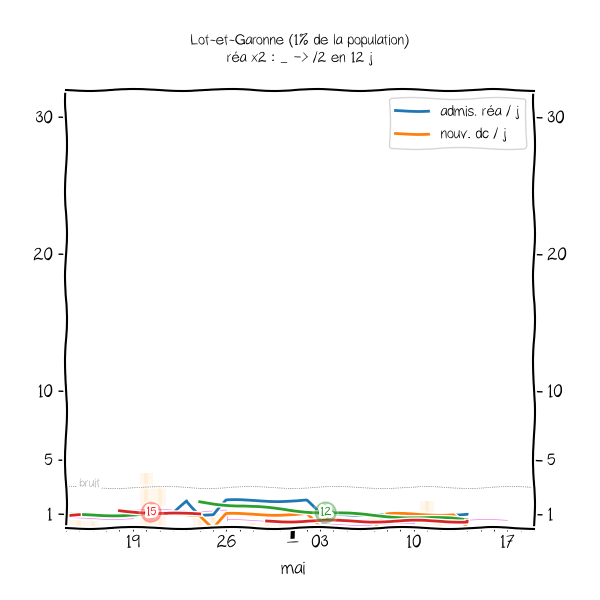 Lot-et-Garonne (1% de la population)
réa x2 : _ -> /2 en 12 j
admis. réa / j
nouv. dc / j
30 30
20 20
10 10
5 5
bruit
15 12
1 1
19 26 03 10 17
mai